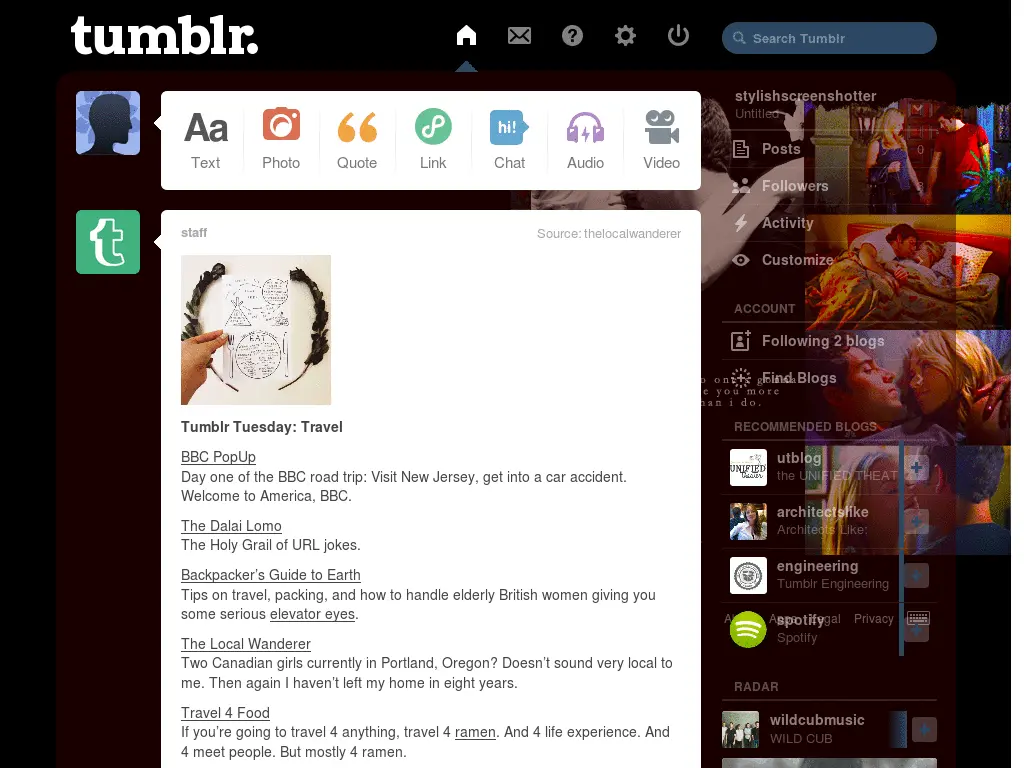 tumblr.
Search Tumblr
Aa
hi!
Text
Photo
Quote
Link
Chat
Audio
Video
stylishscreenshotter
Untitled
Posts
0
Followers
Activity
Customize
ACCOUNT
Following 2 blogs
Find Blogs
RECOMMENDED BLOGS
utblog
the UNIFIED THEAT
UNIFIED
theater
architectslike
Architects Like:
engineering
Tumblr Engineering
spotify
Spotify
Apps
Legal
Privacy
RADAR
wildcubmusic
WILD CUB
staff
Source: thelocalwanderer
EAT
Tumblr Tuesday: Travel
BBC PopUp
Day one of the BBC road trip: Visit New Jersey, get into a car accident.
Welcome to America, BBC.
The Dalai Lomo
The Holy Grail of URL jokes.
Backpacker’s Guide to Earth
Tips on travel, packing, and how to handle elderly British women giving you
some serious elevator eyes.
The Local Wanderer
Two Canadian girls currently in Portland, Oregon? Doesn’t sound very local to
me. Then again I haven’t left my home in eight years.
Travel 4 Food
If you’re going to travel 4 anything, travel 4 ramen. And 4 life experience. And
4 meet people. But mostly 4 ramen.
you more
i do.